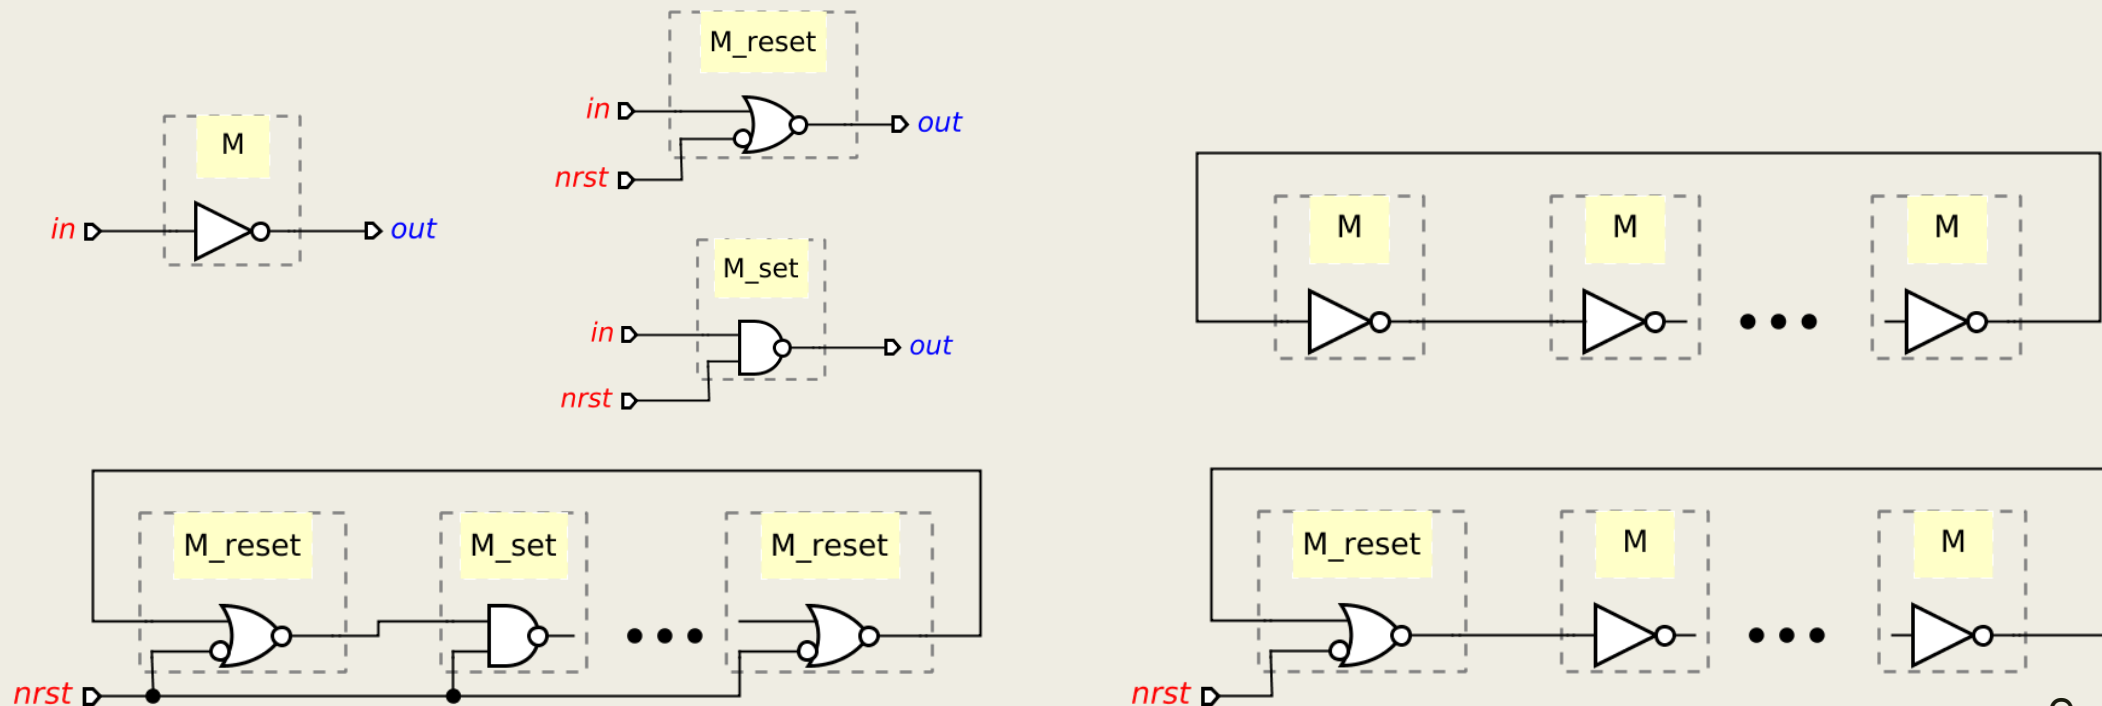 M_reset
in
out
nrst
M
in
out
M_set
in
out
nrst
M
M
M
M_reset
M_set
M_reset
nrst
M_reset
M
M
nrst